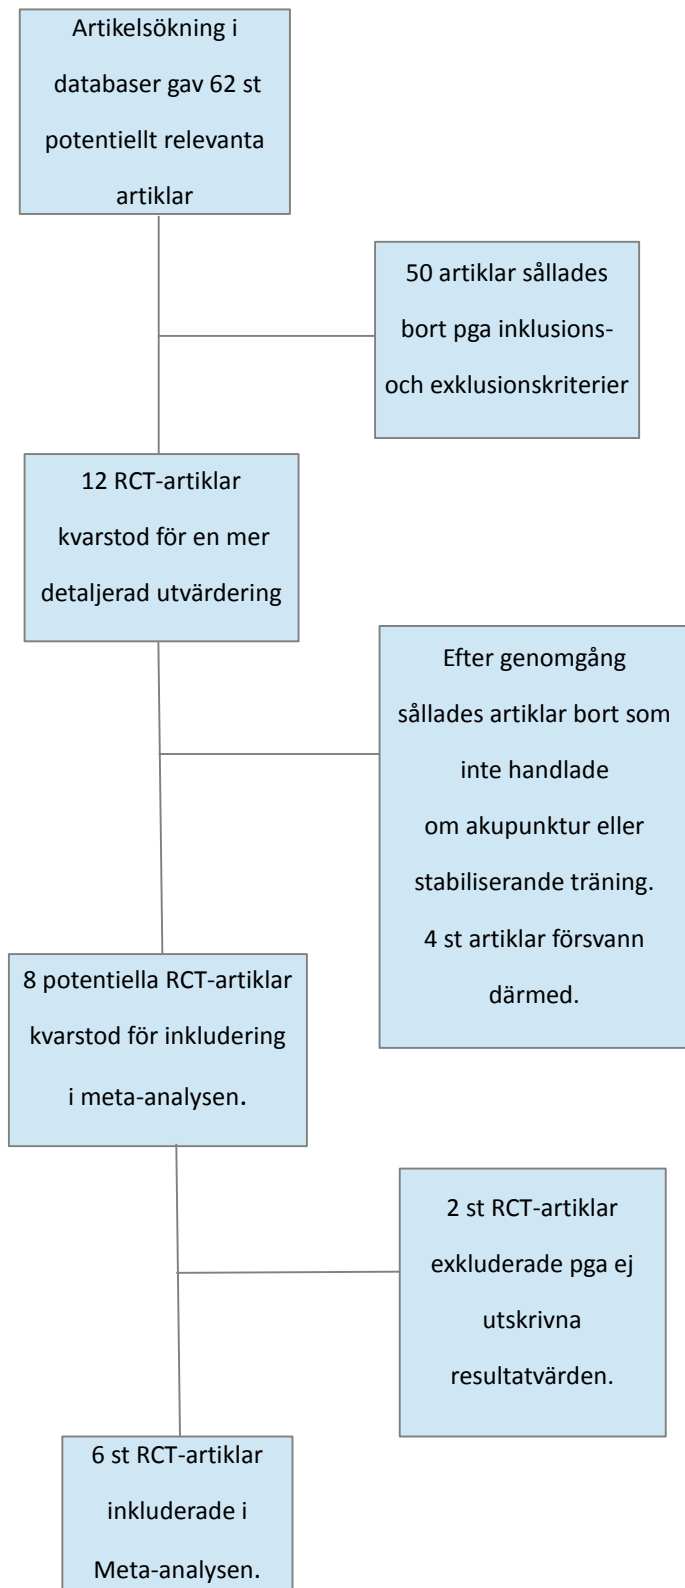 Artikelsökning i
databaser gav 62 st
potentiellt relevanta
artiklar
50 artiklar sållades
bort pga inklusions-
och exklusionskriterier
12 RCT-artiklar
kvarstod för en mer
detaljerad utvärdering
Efter genomgång
sållades artiklar bort som
inte handlade
om akupunktur eller
stabiliserande träning.
4 st artiklar försvann
därmed.
8 potentiella RCT-artiklar
kvarstod för inkludering
i meta-analysen.
2 st RCT-artiklar
exkluderade pga ej
utskrivna
resultatvärden.
6 st RCT-artiklar
inkluderade i
Meta-analysen.